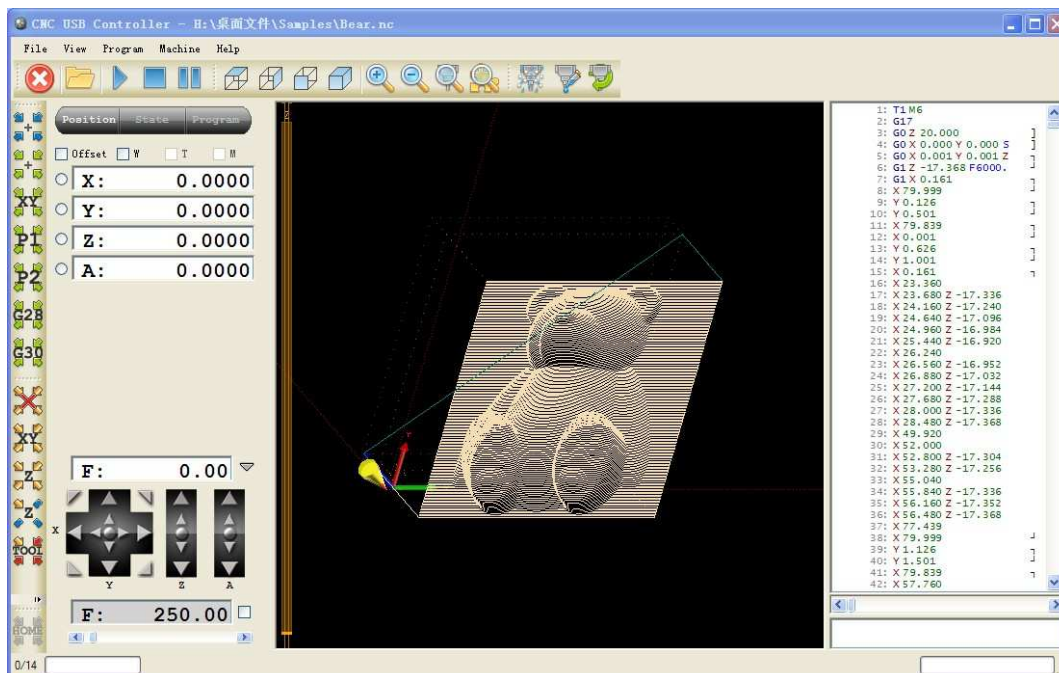 CNC USB Controller - H:\桌面文件\Samples\Bear.nc
File View Program Machine Help
Position State Program
Offset W T M
X: 0.0000
Y: 0.0000
Z: 0.0000
A: 0.0000
XY
P1
P2
G28
G30
XY
Z
Z
TOOL
HOME
F: 0.00
X
Y Z A
F: 250.00
0/14
Z
Y
1: T1 M6
2: G17
3: G0 Z 20.000
4: G0 X 0.000 Y 0.000 S
5: G0 X 0.001 Y 0.001 Z
6: G1 Z -17.368 F6000.
7: G1 X 0.161
8: X 79.999
9: Y 0.126
10: Y 0.501
11: X 79.839
12: X 0.001
13: Y 0.626
14: Y 1.001
15: X 0.161
16: X 23.360
17: X 23.680 Z -17.336
18: X 24.160 Z -17.240
19: X 24.640 Z -17.096
20: X 24.960 Z -16.984
21: X 25.440 Z -16.920
22: X 26.240
23: X 26.560 Z -16.952
24: X 26.880 Z -17.032
25: X 27.200 Z -17.144
26: X 27.680 Z -17.288
27: X 28.000 Z -17.336
28: X 28.480 Z -17.368
29: X 49.920
30: X 52.000
31: X 52.800 Z -17.304
32: X 53.280 Z -17.256
33: X 55.040
34: X 55.840 Z -17.336
35: X 56.160 Z -17.352
36: X 56.480 Z -17.368
37: X 77.439
38: X 79.999
39: Y 1.126
40: Y 1.501
41: X 79.839
42: X 57.760